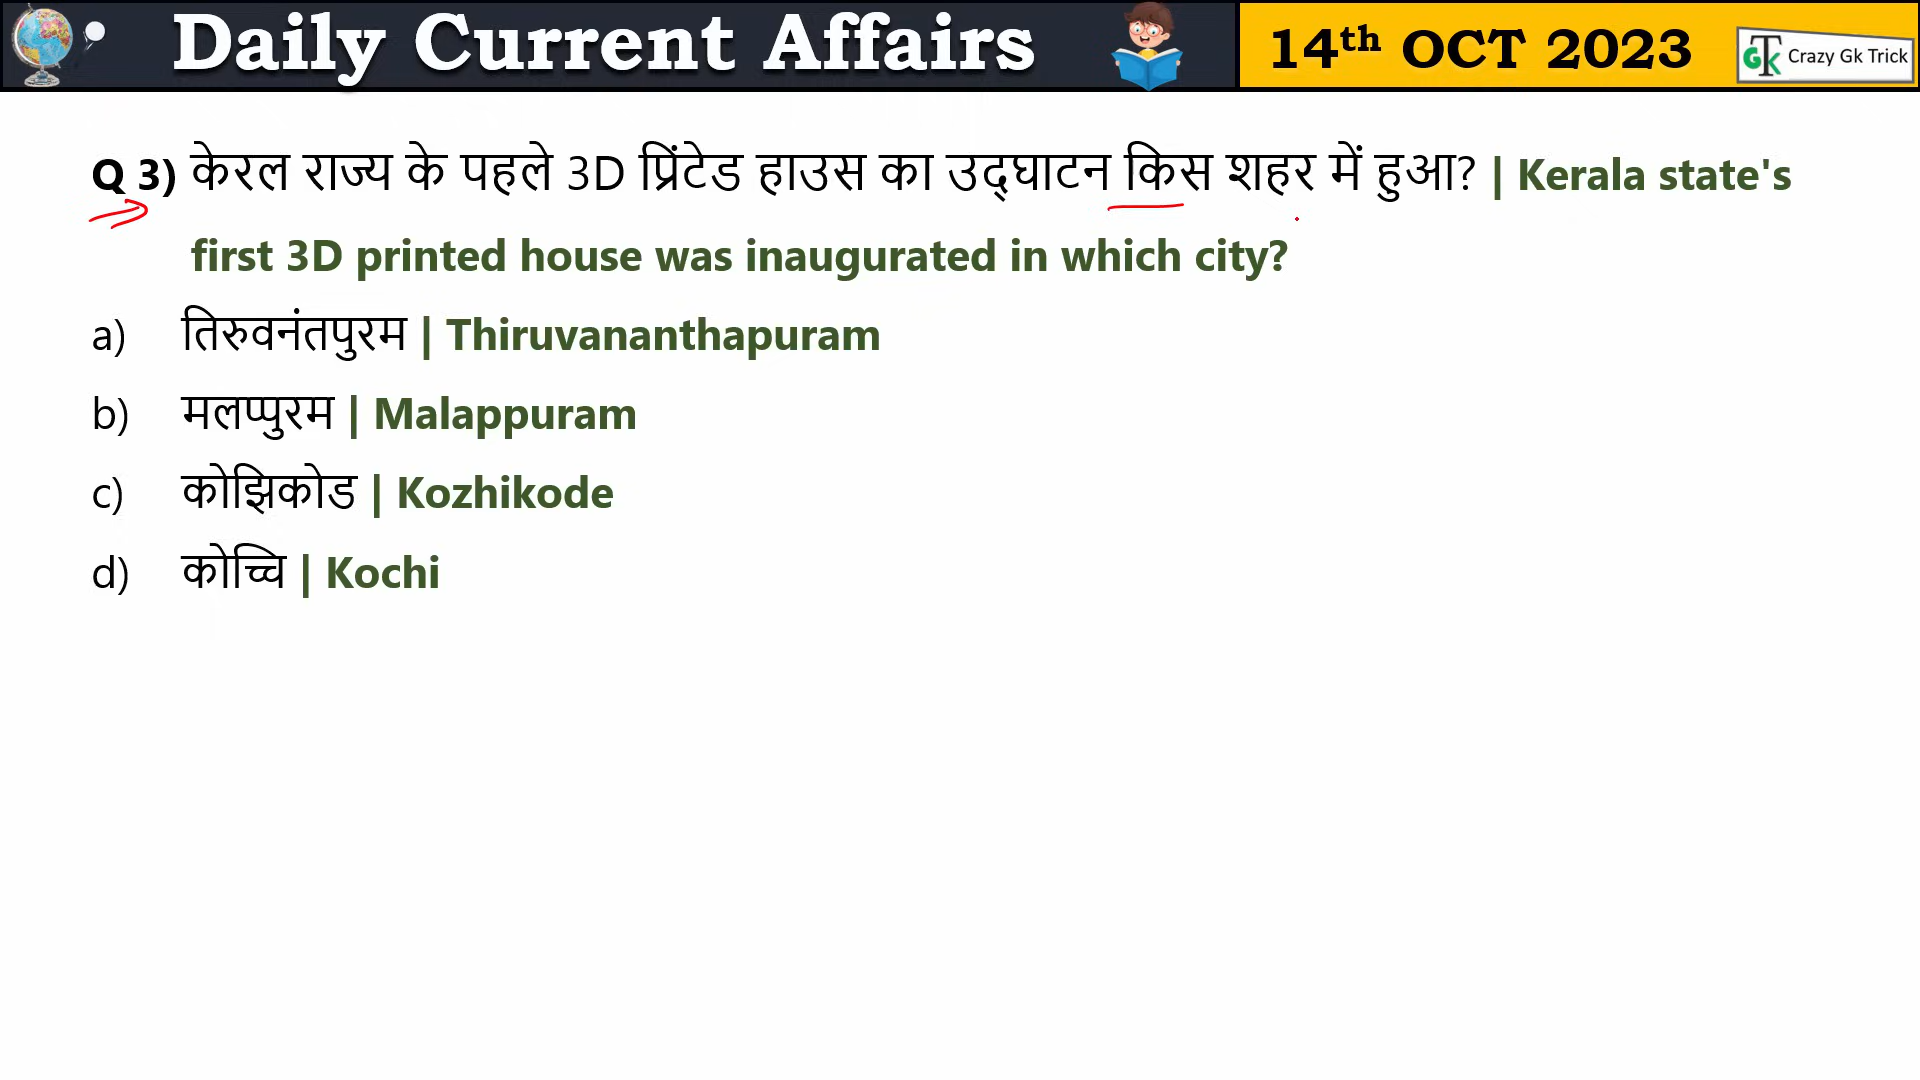 Daily Current Affairs
14th OCT 2023
GTK Crazy Gk Trick
Q 3) केरल राज्य के पहले 3D प्रिंटेड हाउस का उद्घाटन किस शहर में हुआ? | Kerala state's
first 3D printed house was inaugurated in which city?
a) तिरुवनंतपुरम | Thiruvananthapuram
b) मलप्पुरम | Malappuram
c) कोझिकोड | Kozhikode
d) कोच्चि | Kochi